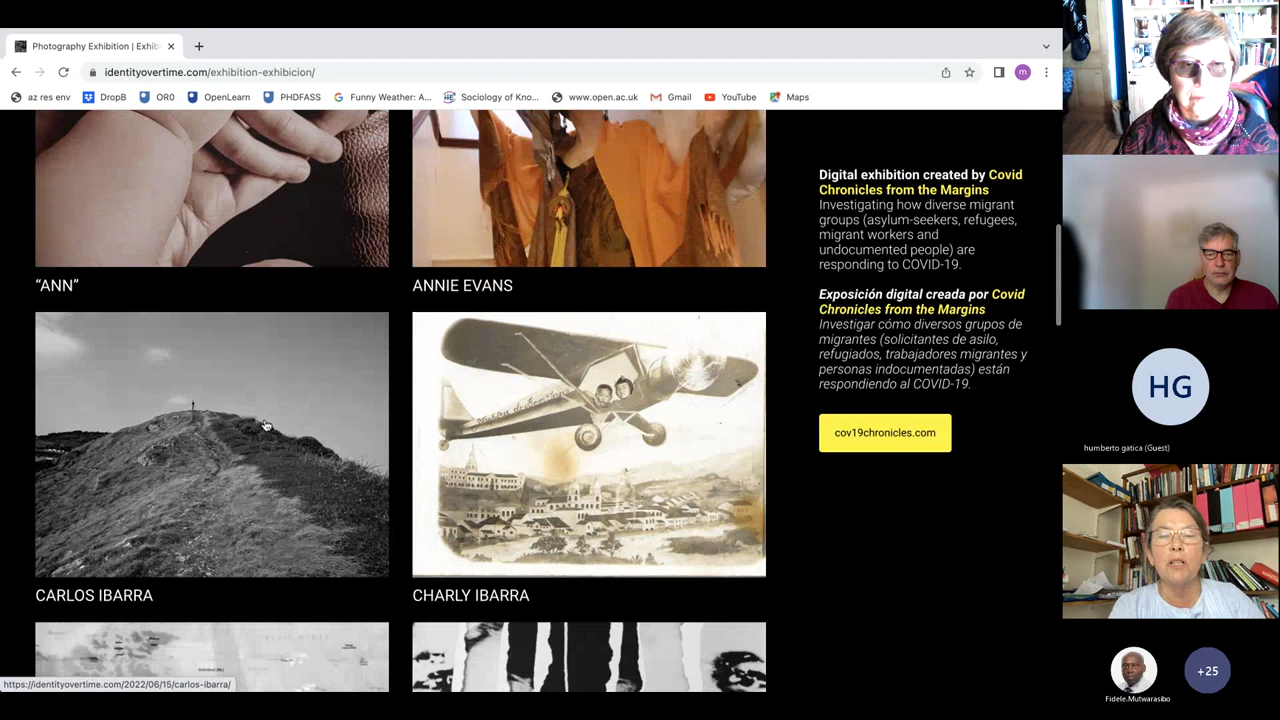 Photography Exhibition | Exhib
identityovertime.com/exhibition-exhibicion/
az res env
DropB
OR0
OpenLearn
PHDFASS
Funny Weather: A...
Sociology of Kno...
www.open.ac.uk
Gmail
YouTube
Maps
m
"ANN"
ANNIE EVANS
CARLOS IBARRA
CHARLY IBARRA
Digital exhibition created by Covid
Chronicles from the Margins
Investigating how diverse migrant
groups (asylum-seekers, refugees,
migrant workers and
undocumented people) are
responding to COVID-19.
Exposición digital creada por Covid
Chronicles from the Margins
Investigar cómo diversos grupos de
migrantes (solicitantes de asilo,
refugiados, trabajadores migrantes y
personas indocumentadas) están
respondiendo al COVID-19.
cov19chronicles.com
https://identityovertime.com/2022/06/15/carlos-ibarra/
HG
humberto gatica (Guest)
Fidele.Mutwarasibo
+25